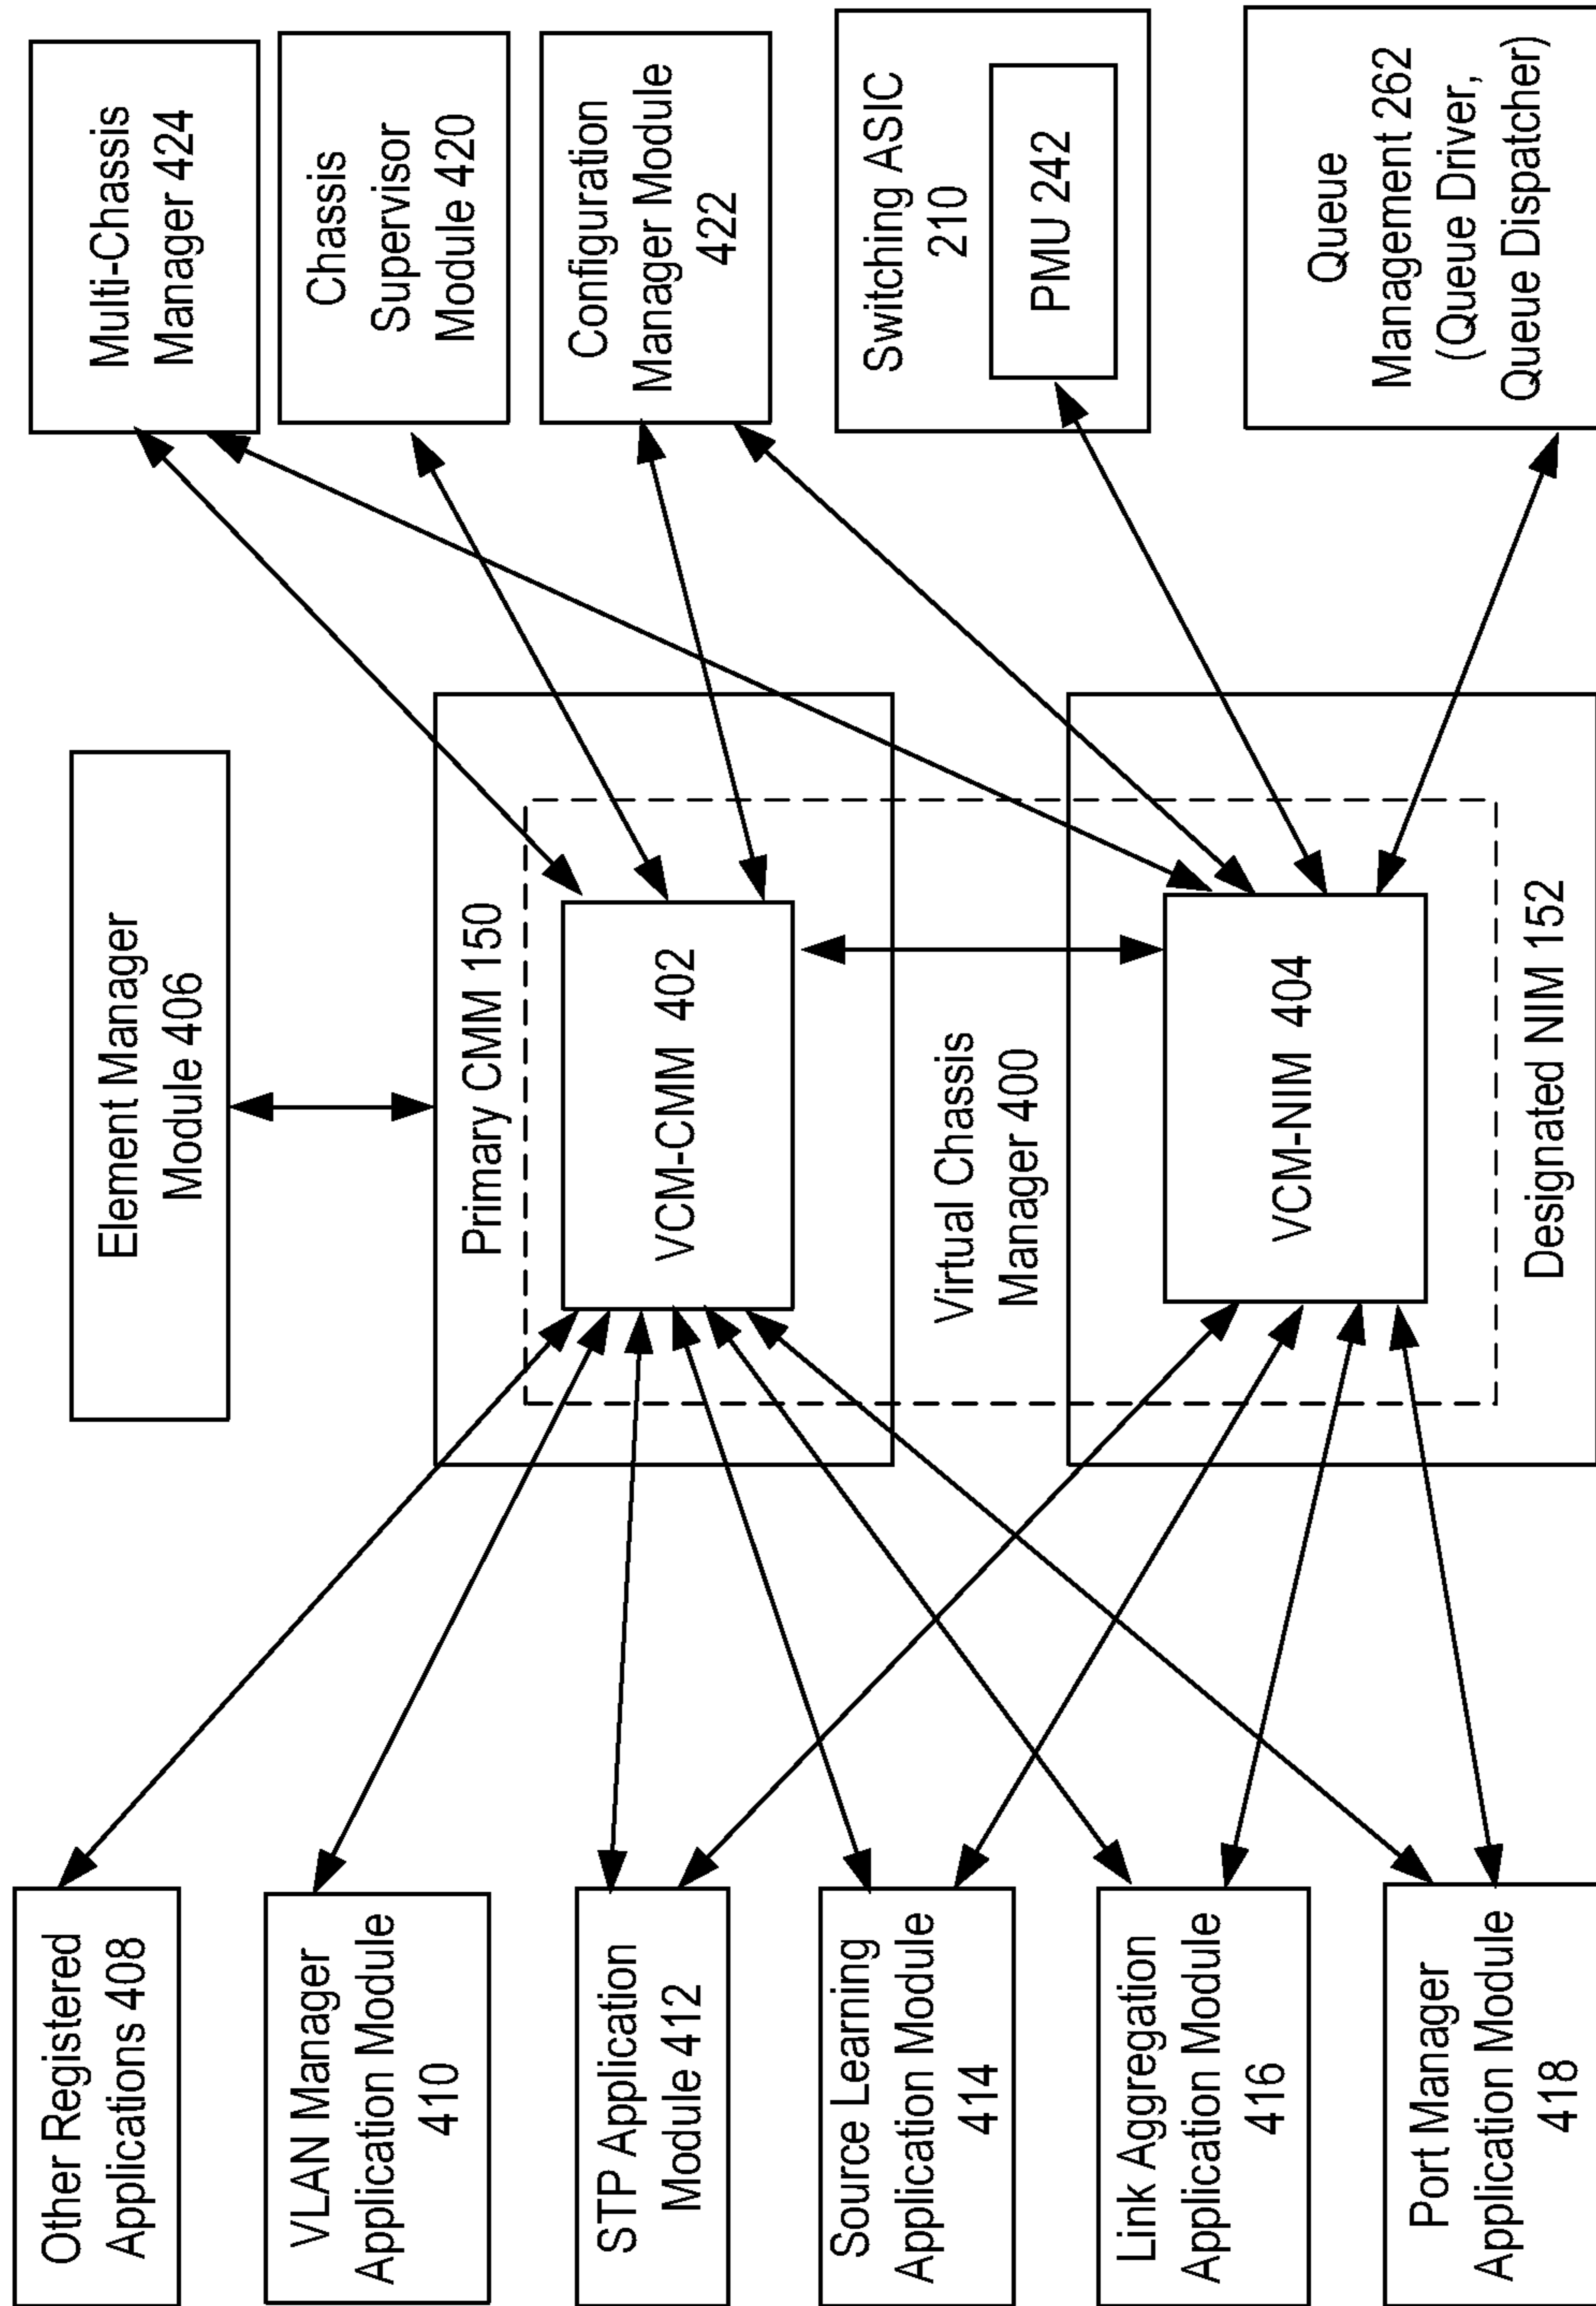 Other Registered
Applications 408
VLAN Manager
Application Module
410
STP Application
Module 412
Source Learning
Application Module
414
Link Aggregation
Application Module
416
Port Manager
Application Module
418
Element Manager
Module 406
Primary CMM 150
VCM-CMM 402
Virtual Chassis
Manager 400
VCM-NIM 404
Designated NIM 152
Multi-Chassis
Manager 424
Chassis
Supervisor
Module 420
Configuration
Manager Module
422
Switching ASIC
210
PMU 242
Queue
Management 262
(Queue Driver,
Queue Dispatcher)